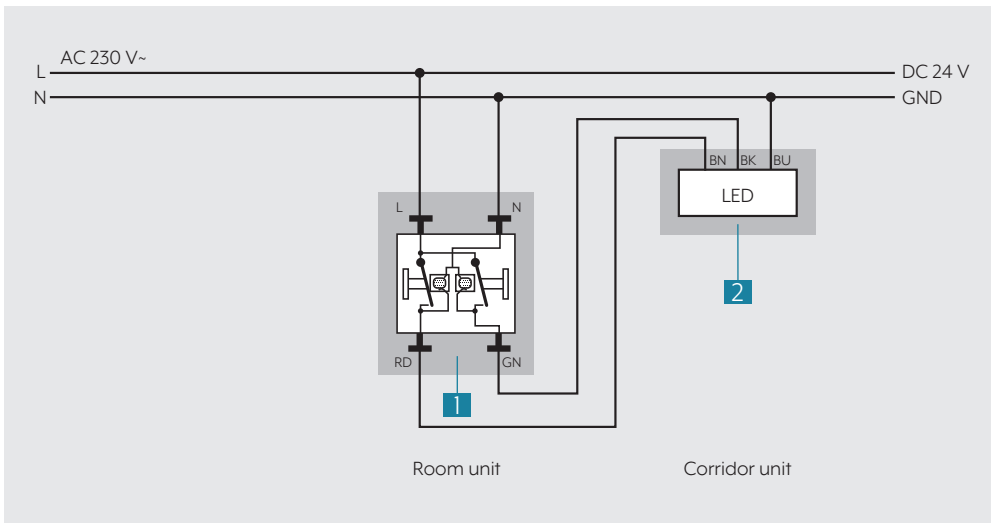 AC 230 V~
L
DC 24 V
N
GND
BN BK BU
LED
L N
2
RD GN
1
Room unit
Corridor unit